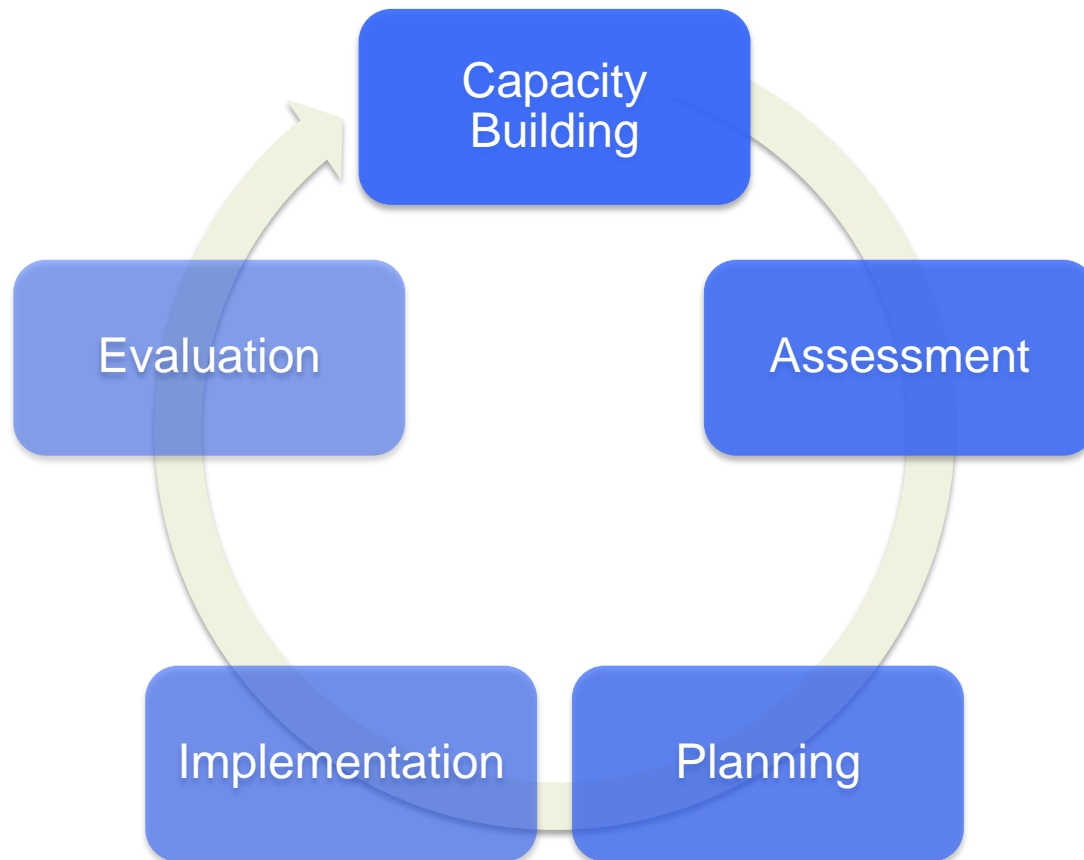 Capacity
Building
Assessment
Planning
Implementation
Evaluation